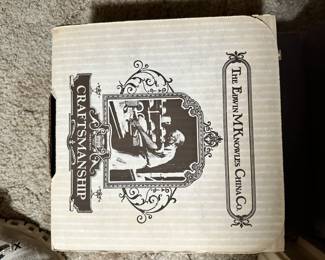 THE EDWIN M. KNOWLES CHINA CO.
CRAFTSMANSHIP